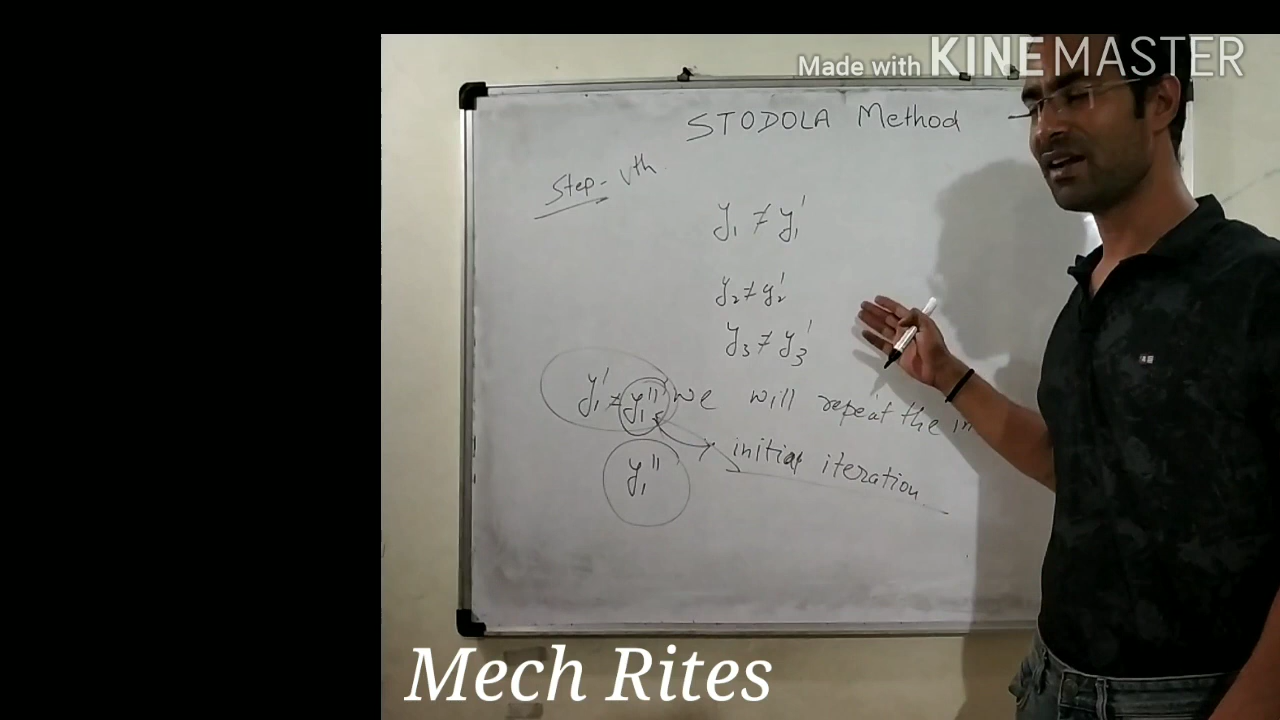 Made with KINEMASTER
STODOLA Method
Step - Vth
y₁ ≠ y₁'
y₂ ≠ y₂'
y₃ ≠ y₃'
y₁' ≠ y₁'' we will repeat the
y₁'' initial iteration
Mech Rites